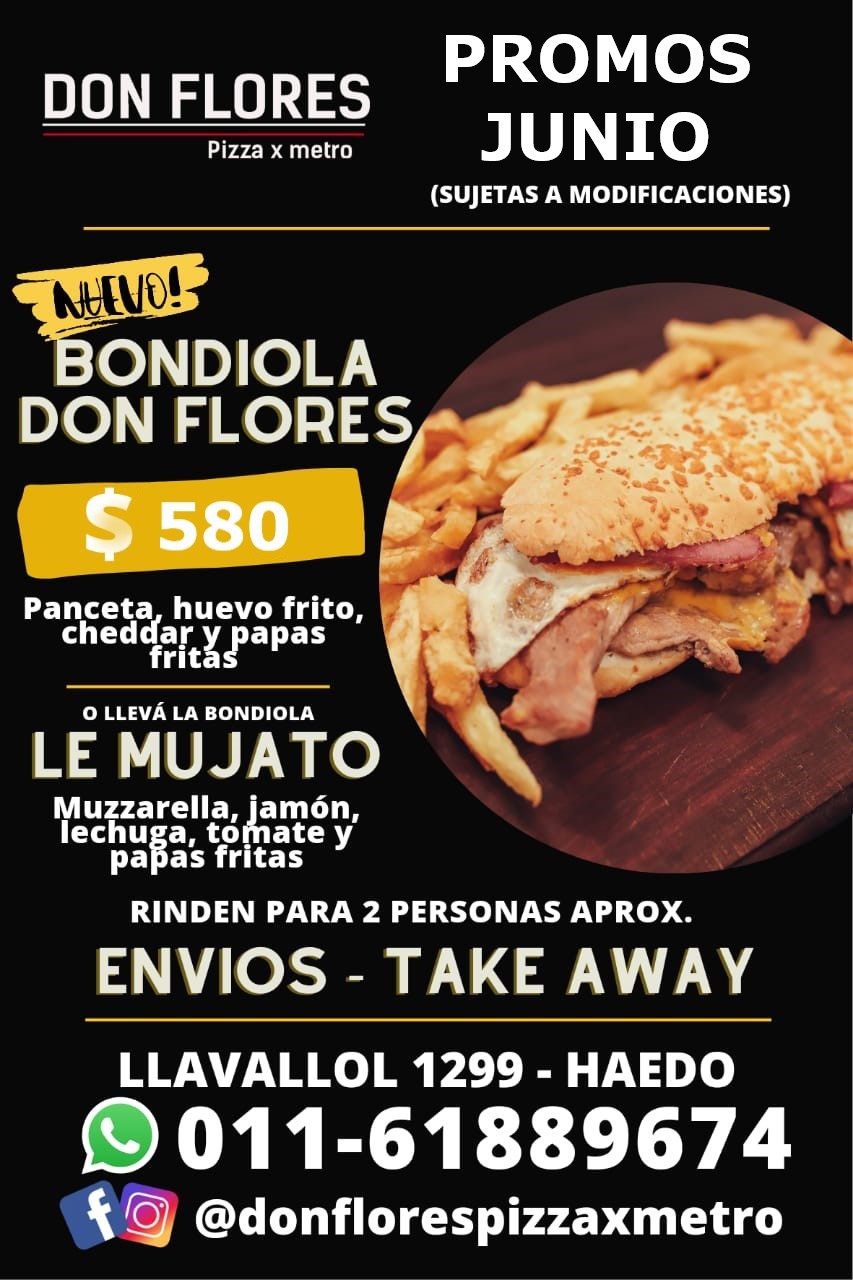 DON FLORES
Pizza x metro
PROMOS
JUNIO
(SUJETAS A MODIFICACIONES)
NUEVO!
BONDIOLA
DON FLORES
$ 580
Panceta, huevo frito,
cheddar y papas
fritas
O LLEVÁ LA BONDIOLA
LE MUJATO
Muzzarella, jamón,
lechuga, tomate y
papas fritas
RINDEN PARA 2 PERSONAS APROX.
ENVIOS - TAKE AWAY
LLAVALLOL 1299 - HAEDO
011-61889674
@donflorespizzaxmetro